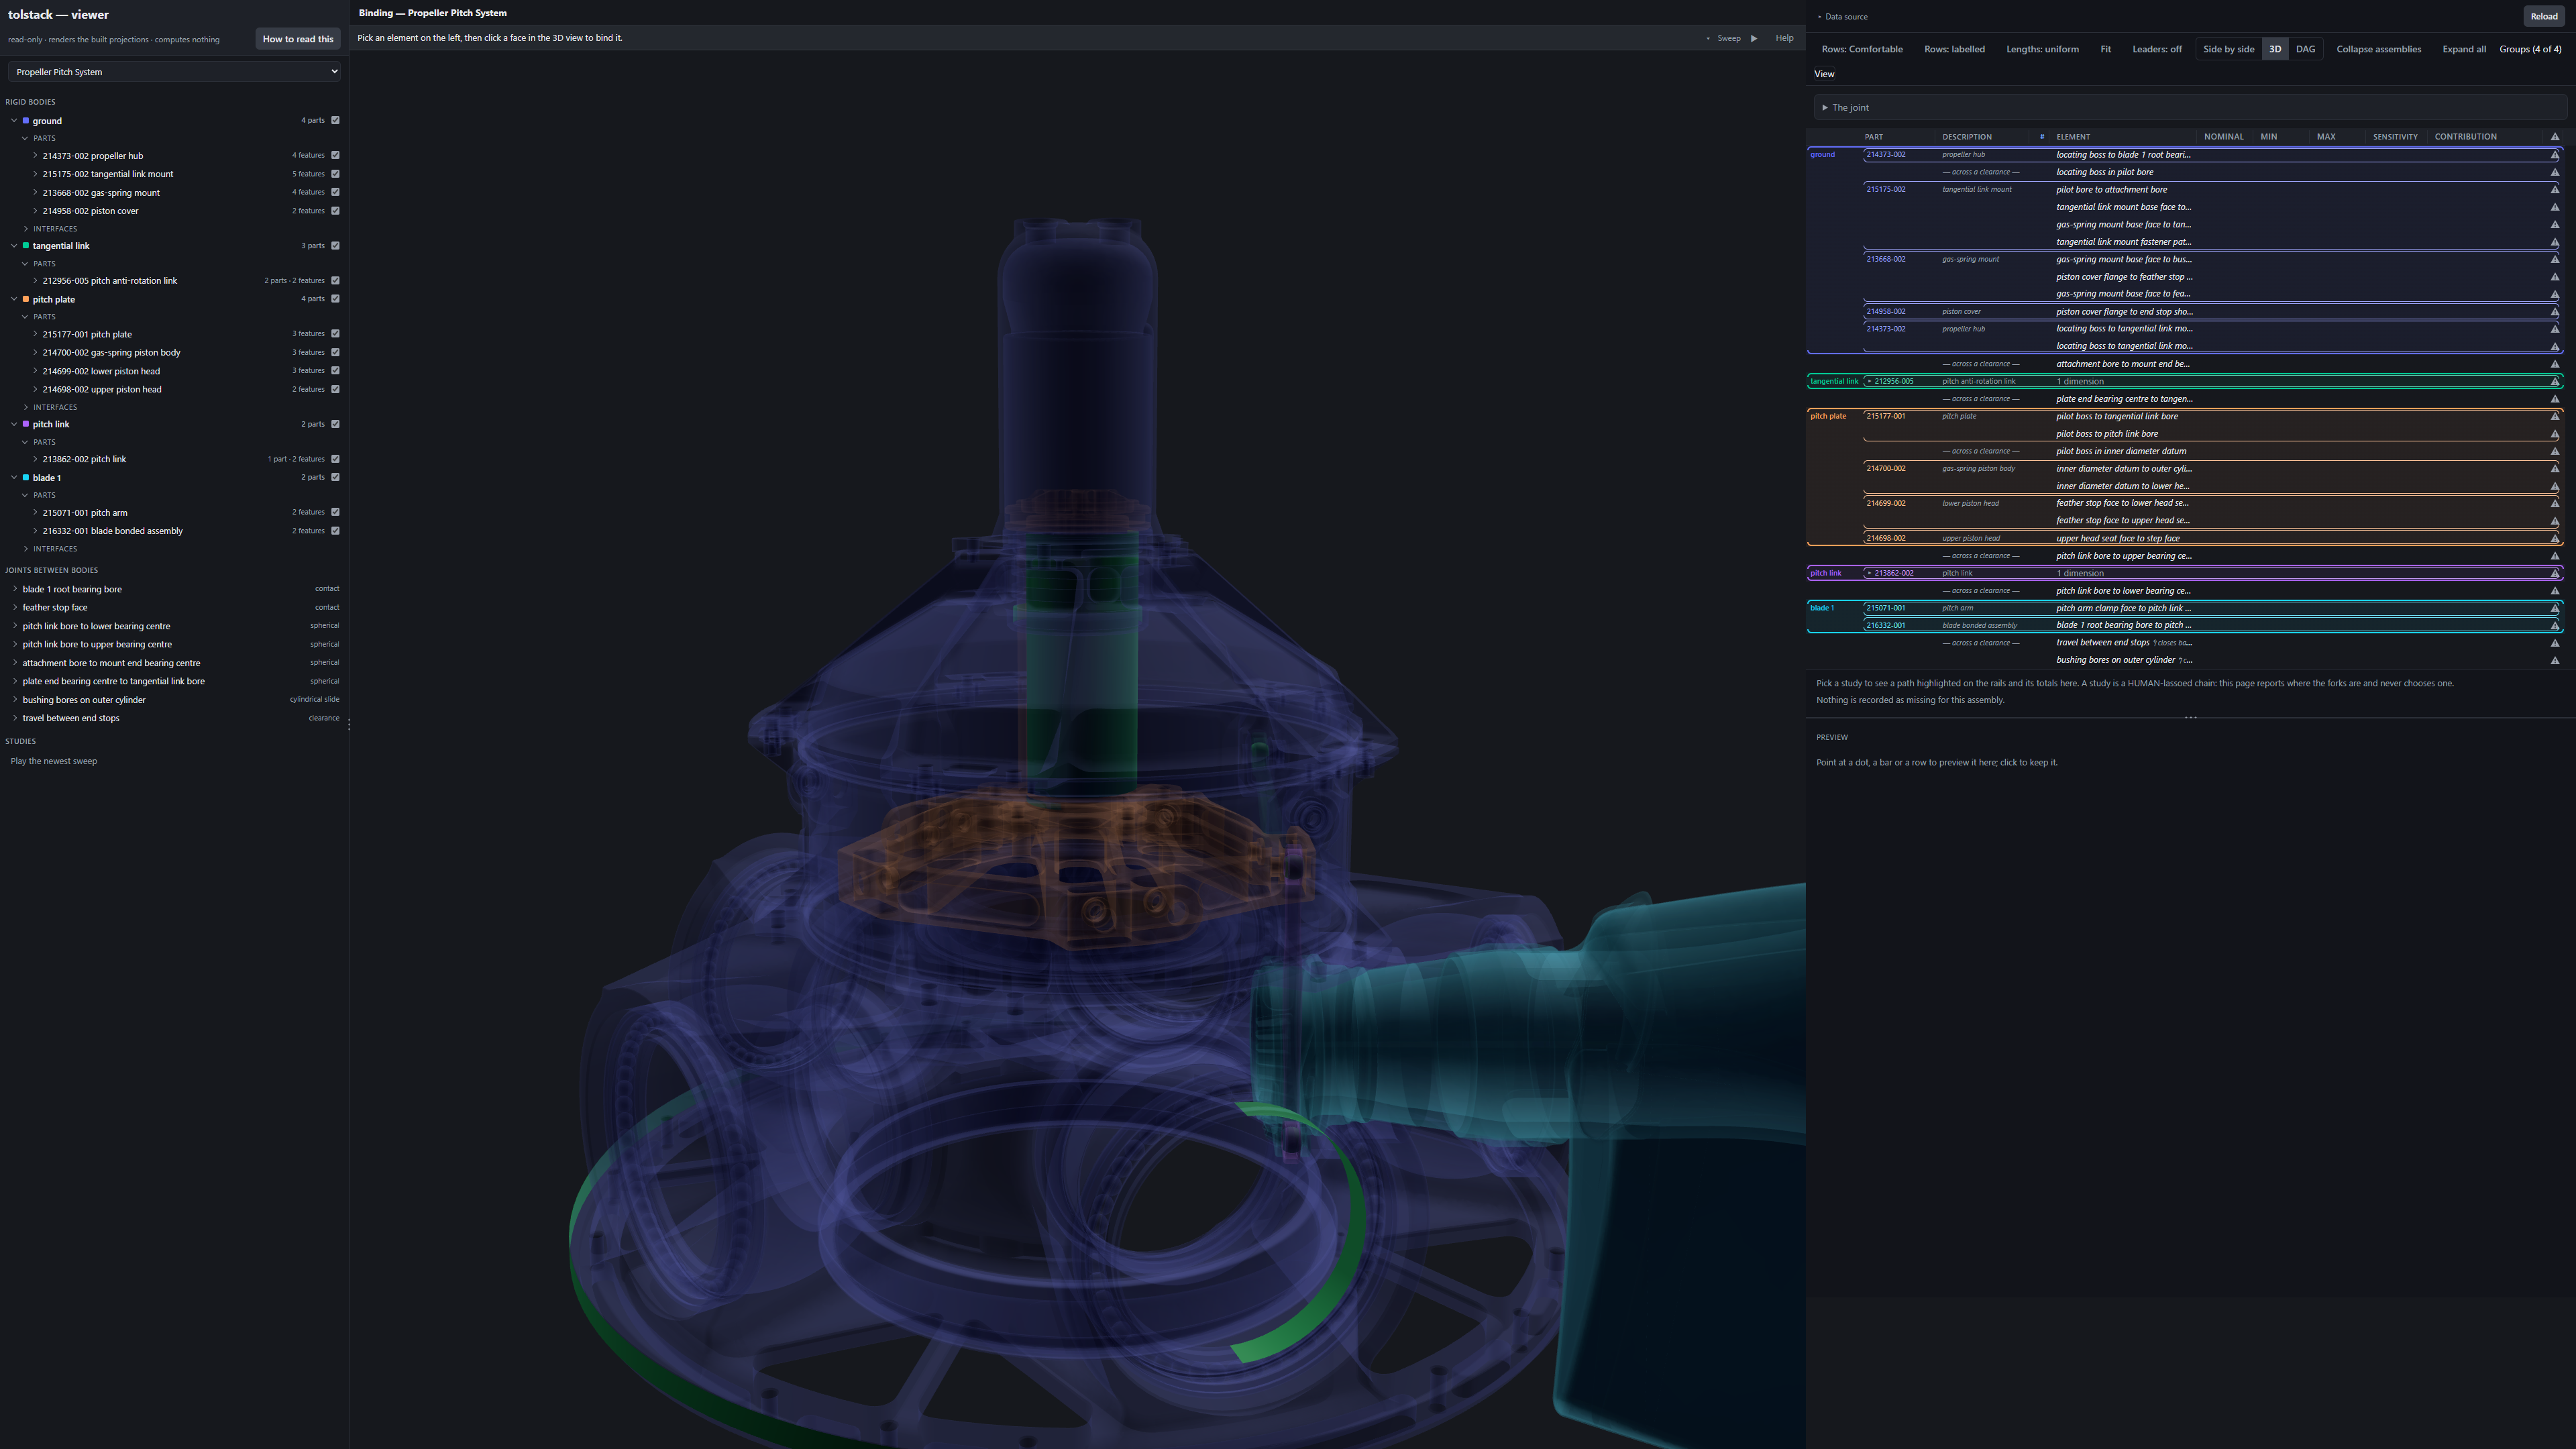 tolstack — viewer
read-only · renders the built projections · computes nothing
How to read this
Propeller Pitch System
RIGID BODIES
ground 4 parts
PARTS
214373-002 propeller hub 4 features
215175-002 tangential link mount 5 features
213668-002 gas-spring mount 4 features
214958-002 piston cover 2 features
INTERFACES
tangential link 3 parts
PARTS
212956-005 pitch anti-rotation link 2 parts · 2 features
pitch plate 4 parts
PARTS
215177-001 pitch plate 3 features
214700-002 gas-spring piston body 3 features
214699-002 lower piston head 3 features
214698-002 upper piston head 2 features
INTERFACES
pitch link 2 parts
PARTS
213862-002 pitch link 1 part · 2 features
blade 1 2 parts
PARTS
215071-001 pitch arm 2 features
216332-001 blade bonded assembly 2 features
INTERFACES
JOINTS BETWEEN BODIES
blade 1 root bearing bore contact
feather stop face contact
pitch link bore to lower bearing centre spherical
pitch link bore to upper bearing centre spherical
attachment bore to mount end bearing centre spherical
plate end bearing centre to tangential link bore spherical
bushing bores on outer cylinder cylindrical slide
travel between end stops clearance
STUDIES
Play the newest sweep
Binding — Propeller Pitch System
Pick an element on the left, then click a face in the 3D view to bind it.
Sweep ▶ Help
Data source
Reload
Rows: Comfortable Rows: labelled Lengths: uniform Fit Leaders: off Side by side 3D DAG Collapse assemblies Expand all Groups (4 of 4)
View
▶ The joint
PART DESCRIPTION # ELEMENT NOMINAL MIN MAX SENSITIVITY CONTRIBUTION
ground 214373-002 propeller hub locating boss to blade 1 root beari...
— across a clearance — locating boss in pilot bore
215175-002 tangential link mount pilot bore to attachment bore
tangential link mount base face to...
gas-spring mount base face to tan...
tangential link mount fastener pat...
213668-002 gas-spring mount gas-spring mount base face to bus...
piston cover flange to feather stop ...
gas-spring mount base face to fea...
214958-002 piston cover piston cover flange to end stop sho...
214373-002 propeller hub locating boss to tangential link mo...
locating boss to tangential link mo...
— across a clearance — attachment bore to mount end be...
tangential link 212956-005 pitch anti-rotation link 1 dimension
— across a clearance — plate end bearing centre to tangen...
pitch plate 215177-001 pitch plate pilot boss to tangential link bore
pilot boss to pitch link bore
— across a clearance — pilot boss in inner diameter datum
214700-002 gas-spring piston body inner diameter datum to outer cyli...
inner diameter datum to lower he...
214699-002 lower piston head feather stop face to lower head se...
feather stop face to upper head se...
214698-002 upper piston head upper head seat face to step face
— across a clearance — pitch link bore to upper bearing ce...
pitch link 213862-002 pitch link 1 dimension
— across a clearance — pitch link bore to lower bearing ce...
blade 1 215071-001 pitch arm pitch arm clamp face to pitch link ...
216332-001 blade bonded assembly blade 1 root bearing bore to pitch ...
— across a clearance — travel between end stops closes ba...
bushing bores on outer cylinder c...
Pick a study to see a path highlighted on the rails and its totals here. A study is a HUMAN-lassoed chain: this page reports where the forks are and never chooses one.
Nothing is recorded as missing for this assembly.
PREVIEW
Point at a dot, a bar or a row to preview it here; click to keep it.